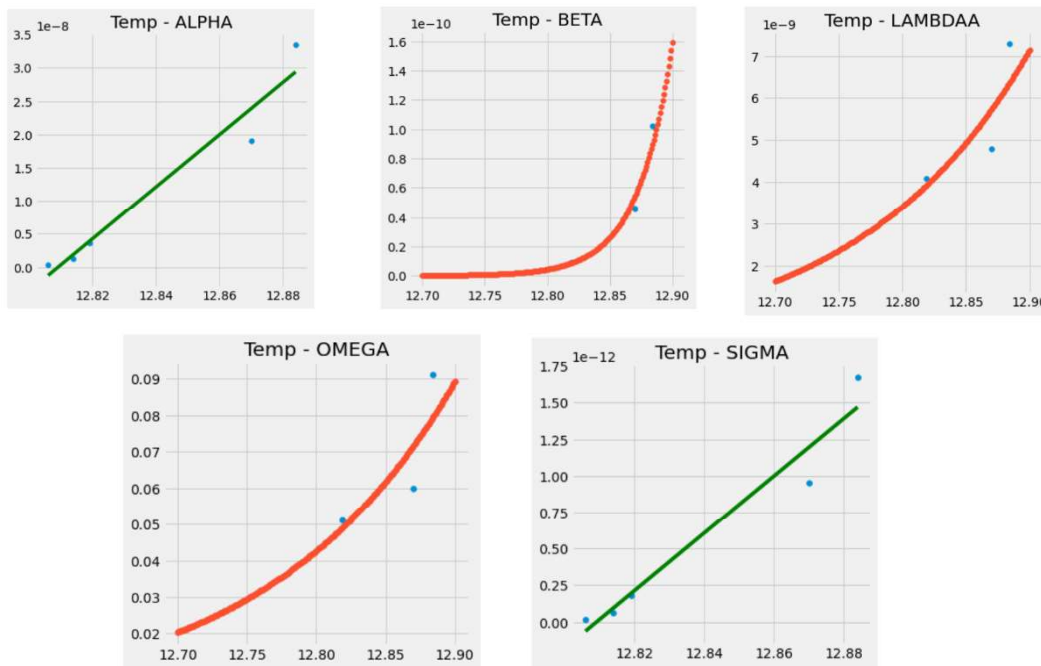 Temp - ALPHA
1e-8
3.5
3.0
2.5
2.0
1.5
1.0
0.5
0.0
12.82 12.84 12.86 12.88
Temp - BETA
1e-10
1.6
1.4
1.2
1.0
0.8
0.6
0.4
0.2
0.0
12.70 12.75 12.80 12.85 12.90
Temp - LAMBDAA
1e-9
7
6
5
4
3
2
12.70 12.75 12.80 12.85 12.90
Temp - OMEGA
0.09
0.08
0.07
0.06
0.05
0.04
0.03
0.02
12.70 12.75 12.80 12.85 12.90
Temp - SIGMA
1e-12
1.75
1.50
1.25
1.00
0.75
0.50
0.25
0.00
12.82 12.84 12.86 12.88